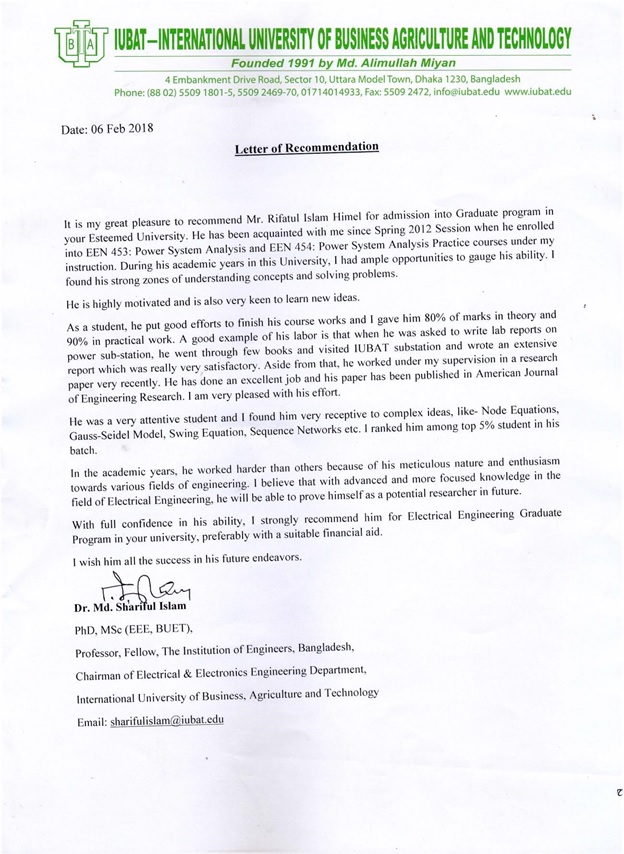 IUBAT–INTERNATIONAL UNIVERSITY OF BUSINESS AGRICULTURE AND TECHNOLOGY
Founded 1991 by Md. Alimullah Miyan
4 Embankment Drive Road, Sector 10, Uttara Model Town, Dhaka 1230, Bangladesh
Phone: (88 02) 5509 1801-5, 5509 2469-70, 01714014933, Fax: 5509 2472, info@iubat.edu www.iubat.edu
Date: 06 Feb 2018
Letter of Recommendation
It is my great pleasure to recommend Mr. Rifatul Islam Himel for admission into Graduate program in
your Esteemed University. He has been acquainted with me since Spring 2012 Session when he enrolled
into EEN 453: Power System Analysis and EEN 454: Power System Analysis Practice courses under my
instruction. During his academic years in this University, I had ample opportunities to gauge his ability. I
found his strong zones of understanding concepts and solving problems.
He is highly motivated and is also very keen to learn new ideas.
As a student, he put good efforts to finish his course works and I gave him 80% of marks in theory and
90% in practical work. A good example of his labor is that when he was asked to write lab reports on
power sub-station, he went through few books and visited IUBAT substation and wrote an extensive
report which was really very satisfactory. Aside from that, he worked under my supervision in a research
paper very recently. He has done an excellent job and his paper has been published in American Journal
of Engineering Research. I am very pleased with his effort.
He was a very attentive student and I found him very receptive to complex ideas, like- Node Equations,
Gauss-Seidel Model, Swing Equation, Sequence Networks etc. I ranked him among top 5% student in his
batch.
In the academic years, he worked harder than others because of his meticulous nature and enthusiasm
towards various fields of engineering. I believe that with advanced and more focused knowledge in the
field of Electrical Engineering, he will be able to prove himself as a potential researcher in future.
With full confidence in his ability, I strongly recommend him for Electrical Engineering Graduate
Program in your university, preferably with a suitable financial aid.
I wish him all the success in his future endeavors.
Dr. Md. Shariful Islam
PhD, MSc (EEE, BUET),
Professor, Fellow, The Institution of Engineers, Bangladesh,
Chairman of Electrical & Electronics Engineering Department,
International University of Business, Agriculture and Technology
Email: sharifulislam@iubat.edu